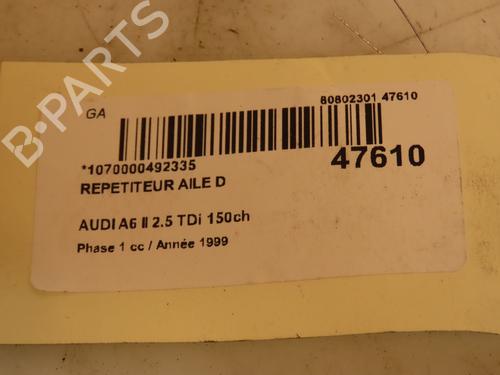 GA
80802301 47610
*1070000492335
47610
REPETITEUR AILE D
AUDI A6 II 2.5 TDi 150ch
Phase 1 cc / Année 1999
B-PARTS